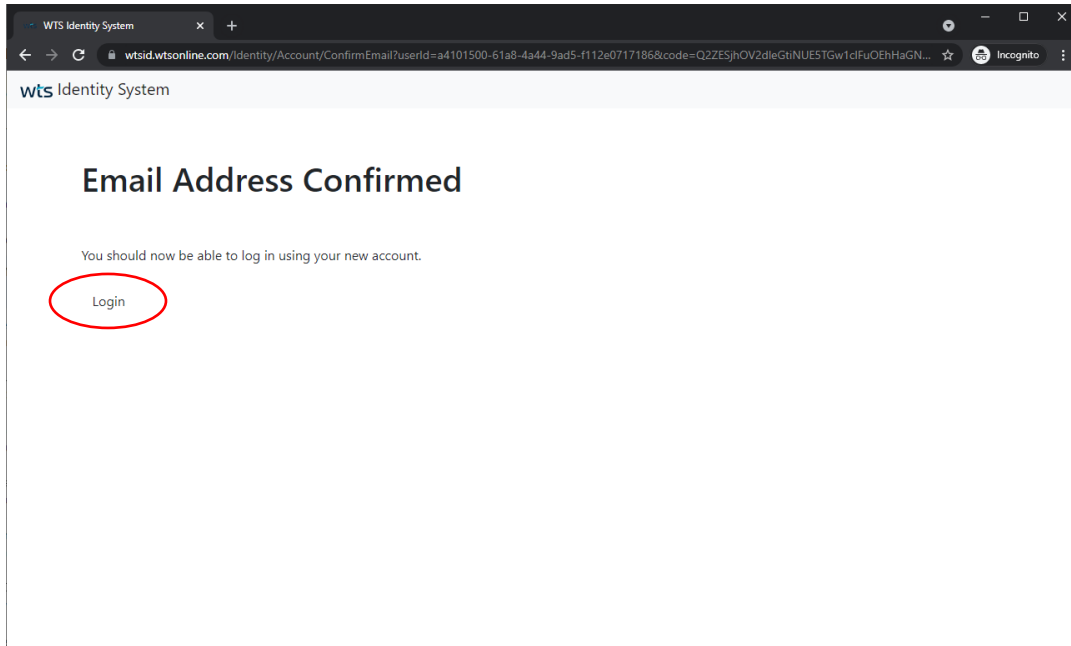 WTS Identity System
wtsid.wtsonline.com/Identity/Account/ConfirmEmail?userId=a4101500-61a8-4a44-9ad5-f112e0717186&code=Q2ZESjhOV2dIeGtiNUE5TGw1clFuOEhHaGN...
Incognito
wts Identity System
Email Address Confirmed
You should now be able to log in using your new account.
Login